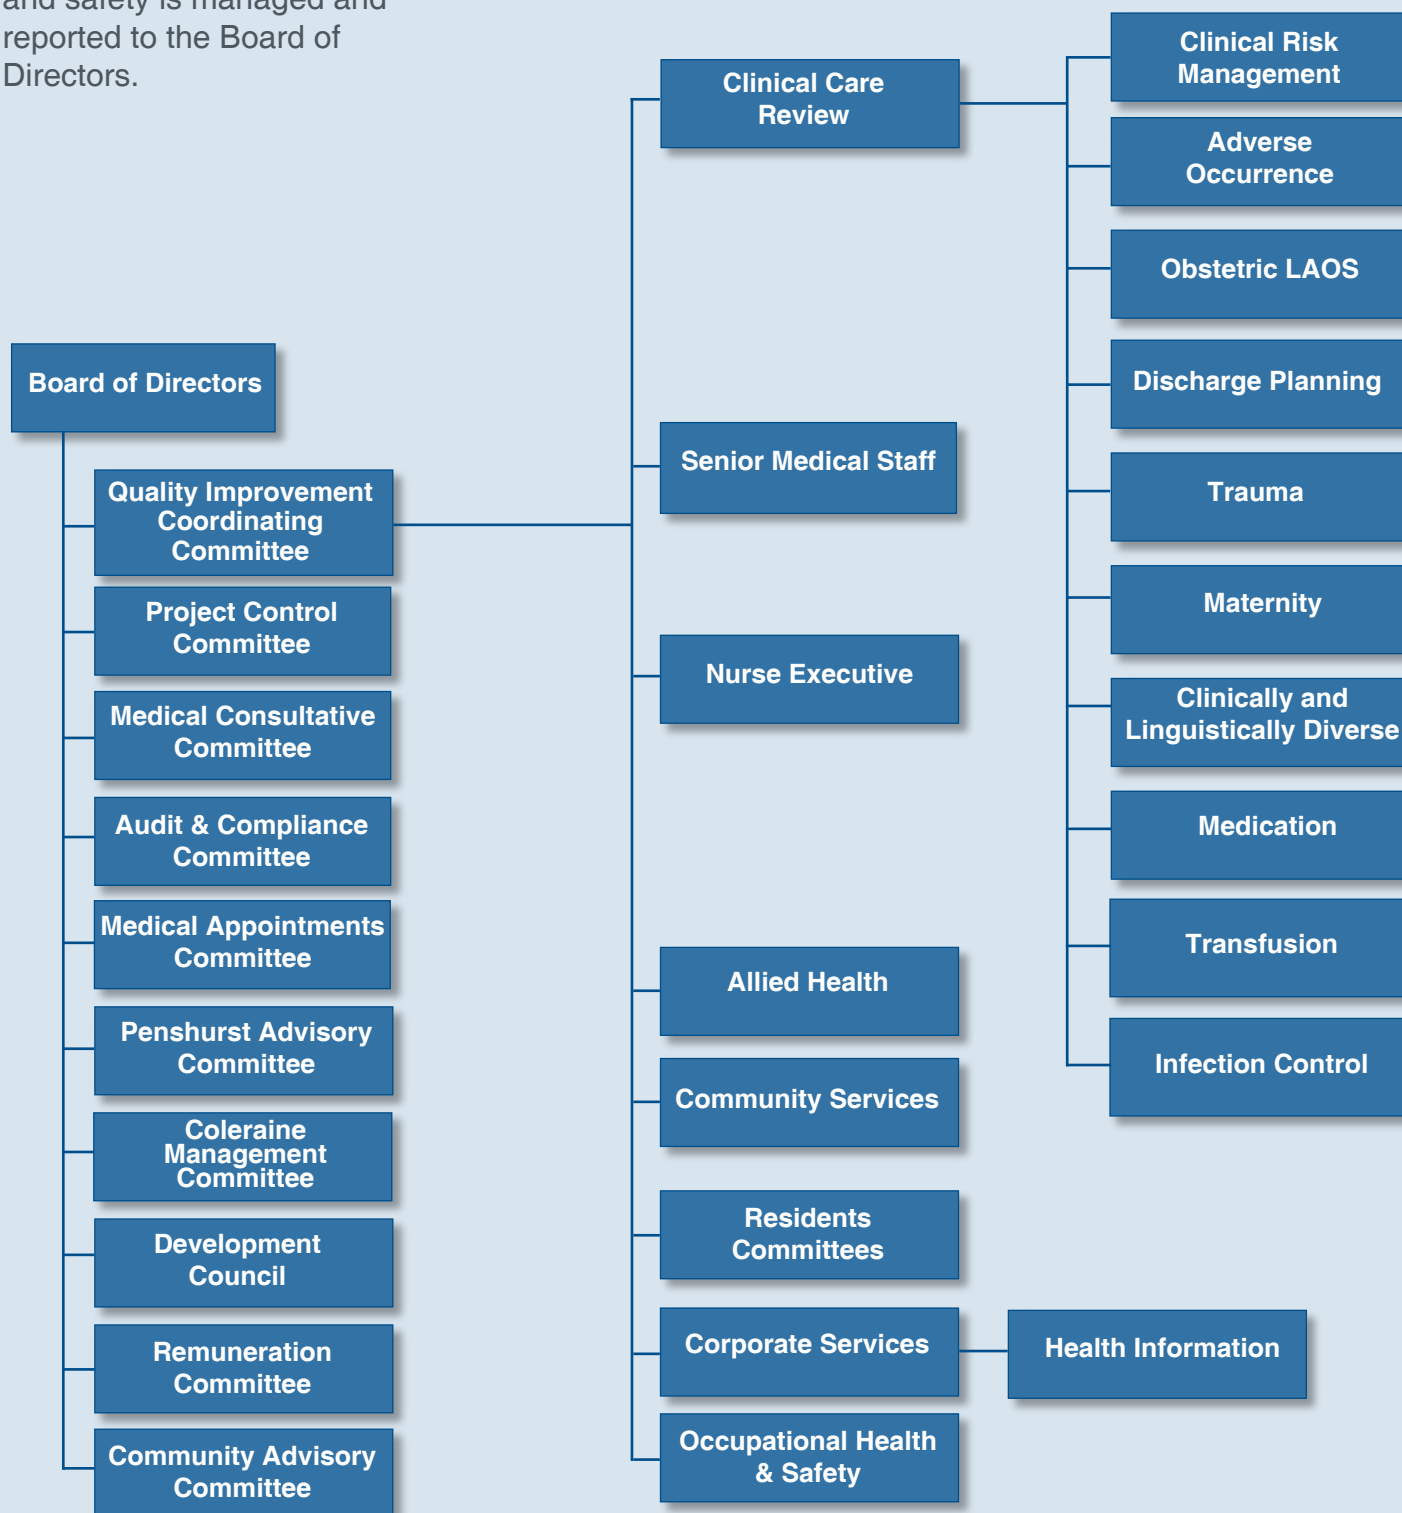 and safety is managed and
reported to the Board of
Directors.
Board of Directors
Quality Improvement
Coordinating
Committee
Project Control
Committee
Medical Consultative
Committee
Audit & Compliance
Committee
Medical Appointments
Committee
Penshurst Advisory
Committee
Coleraine
Management
Committee
Development
Council
Remuneration
Committee
Community Advisory
Committee
Clinical Care
Review
Senior Medical Staff
Nurse Executive
Allied Health
Community Services
Residents
Committees
Corporate Services
Occupational Health
& Safety
Health Information
Clinical Risk
Management
Adverse
Occurrence
Obstetric LAOS
Discharge Planning
Trauma
Maternity
Clinically and
Linguistically Diverse
Medication
Transfusion
Infection Control